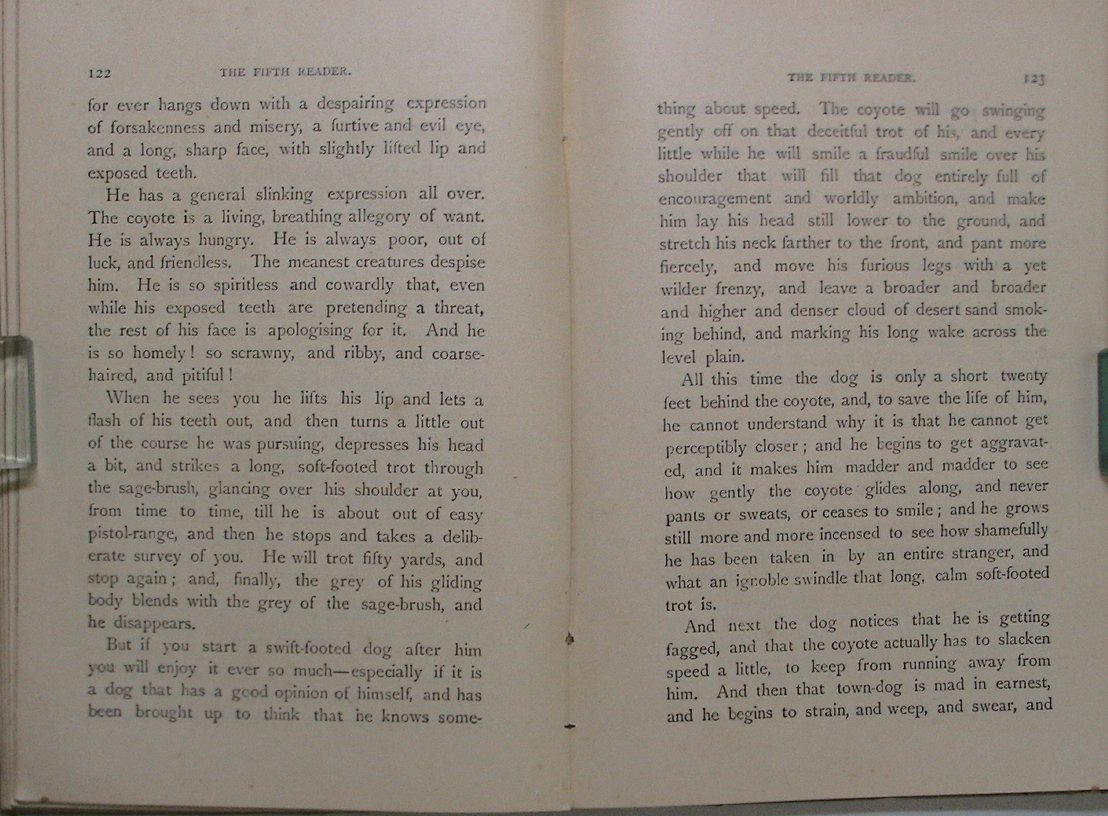 122
THE FIFTH READER.
for ever hangs down with a despairing expression
of forsakenness and misery, a furtive and evil eye,
and a long, sharp face, with slightly lifted lip and
exposed teeth.
He has a general slinking expression all over.
The coyote is a living, breathing allegory of want.
He is always hungry. He is always poor, out of
luck, and friendless. The meanest creatures despise
him. He is so spiritless and cowardly that, even
while his exposed teeth are pretending a threat,
the rest of his face is apologising for it. And he
is so homely! so scrawny, and ribby, and coarse-
haired, and pitiful!
When he sees you he lifts his lip and lets a
flash of his teeth out, and then turns a little out
of the course he was pursuing, depresses his head
a bit, and strikes a long, soft-footed trot through
the sage-brush, glancing over his shoulder at you,
from time to time, till he is about out of easy
pistol-range, and then he stops and takes a delib-
erate survey of you. He will trot fifty yards, and
stop again; and, finally, the grey of his gliding
body blends with the grey of the sage-brush, and
he disappears.
But if you start a swift-footed dog after him
you will enjoy it ever so much—especially if it is
a dog that has a good opinion of himself, and has
been brought up to think that he knows some-
THE FIFTH READER.
123
thing about speed. The coyote will go swinging
gently off on that deceitful trot of his, and every
little while he will smile a fraudful smile over his
shoulder that will fill that dog entirely full of
encouragement and worldly ambition, and make
him lay his head still lower to the ground, and
stretch his neck farther to the front, and pant more
fiercely, and move his furious legs with a yet
wilder frenzy, and leave a broader and broader
and higher and denser cloud of desert sand smok-
ing behind, and marking his long wake across the
level plain.
All this time the dog is only a short twenty
feet behind the coyote, and, to save the life of him,
he cannot understand why it is that he cannot get
perceptibly closer; and he begins to get aggravat-
ed, and it makes him madder and madder to see
how gently the coyote glides along, and never
pants or sweats, or ceases to smile; and he grows
still more and more incensed to see how shamefully
he has been taken in by an entire stranger, and
what an ignoble swindle that long, calm soft-footed
trot is.
And next the dog notices that he is getting
fagged, and that the coyote actually has to slacken
speed a little, to keep from running away from
him. And then that town-dog is mad in earnest,
and he begins to strain, and weep, and swear, and